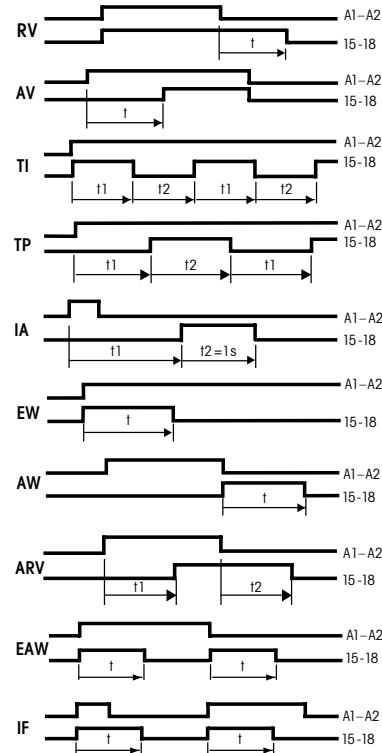 RV A1–A2
t 15-18
AV A1–A2
15-18
t
TI A1–A2
15-18
t1 t2 t1 t2
TP A1–A2
15-18
t1 t2 t1
IA A1–A2
15-18
t1 t2=1s
EW A1–A2
t 15-18
AW A1–A2
t 15-18
ARV A1–A2
t1 t2 15-18
EAW A1–A2
t t 15-18
IF A1–A2
t t 15-18